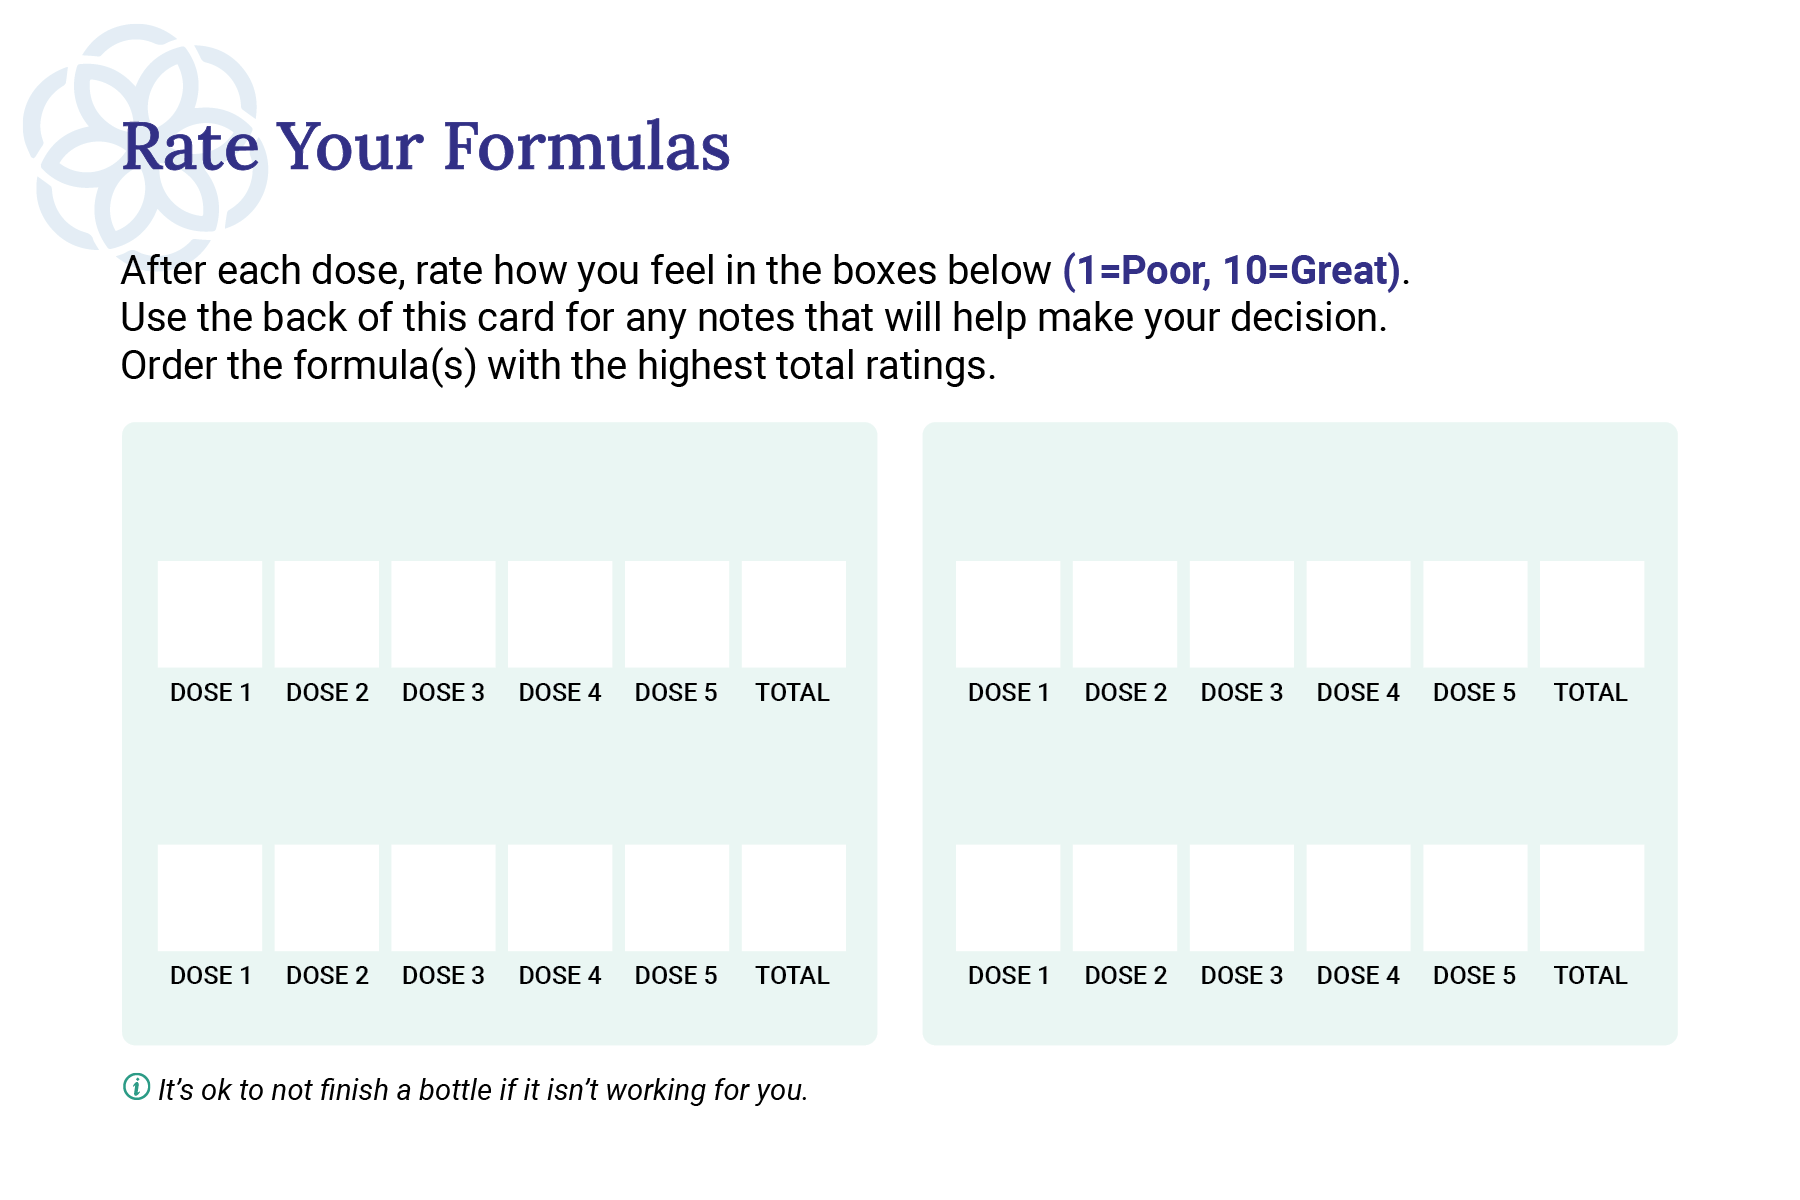 Rate Your Formulas
After each dose, rate how you feel in the boxes below (1=Poor, 10=Great).
Use the back of this card for any notes that will help make your decision.
Order the formula(s) with the highest total ratings.
DOSE 1 DOSE 2 DOSE 3 DOSE 4 DOSE 5 TOTAL
DOSE 1 DOSE 2 DOSE 3 DOSE 4 DOSE 5 TOTAL
DOSE 1 DOSE 2 DOSE 3 DOSE 4 DOSE 5 TOTAL
DOSE 1 DOSE 2 DOSE 3 DOSE 4 DOSE 5 TOTAL
i It’s ok to not finish a bottle if it isn’t working for you.